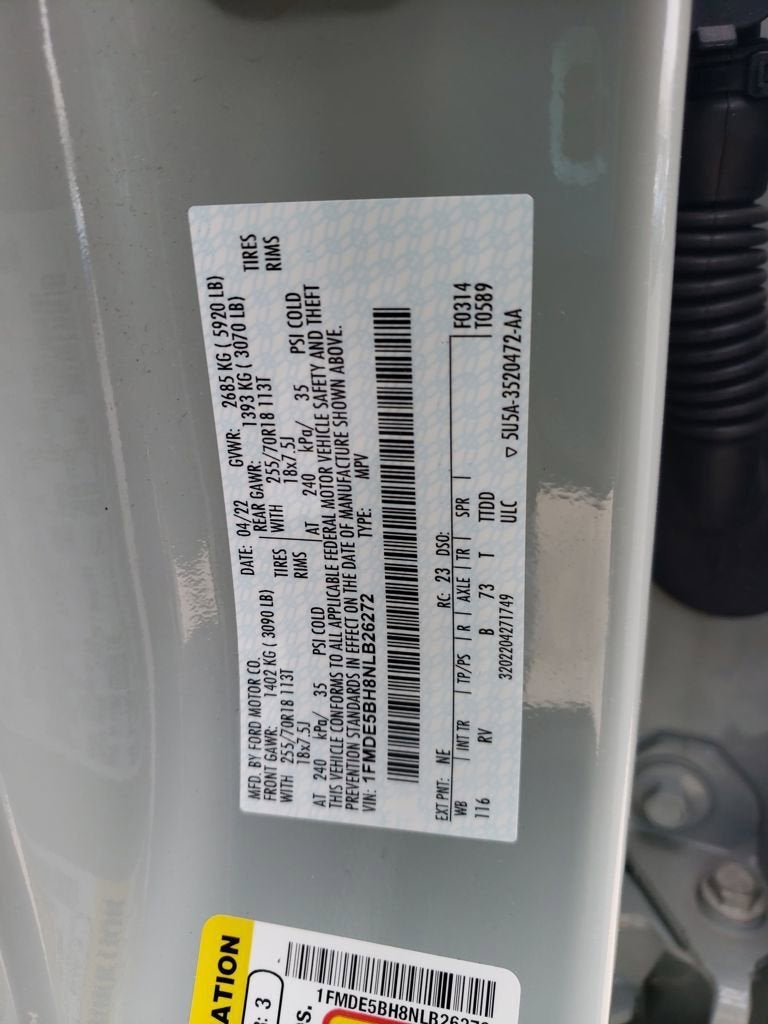 MFD. BY FORD MOTOR CO. DATE: 04/22 GVWR: 2685 KG ( 5920 LB)
FRONT GAWR: 1402 KG ( 3090 LB) REAR GAWR: 1393 KG ( 3070 LB)
WITH 255/70R18 113T TIRES WITH 255/70R18 113T TIRES
18x7.5J RIMS 18x7.5J RIMS
AT 240 kPa/ 35 PSI COLD AT 240 kPa/ 35 PSI COLD
THIS VEHICLE CONFORMS TO ALL APPLICABLE FEDERAL MOTOR VEHICLE SAFETY AND THEFT
PREVENTION STANDARDS IN EFFECT ON THE DATE OF MANUFACTURE SHOWN ABOVE.
VIN: 1FMDE5BH8NLB26272 TYPE: MPV
EXT PNT: NE RC: 23 DSO: F0314
WB INT TR TP/PS R AXLE TR SPR T0589
116 RV B 73 T TTDD
3202204271749 ULC ▽ 5U5A-3520472-AA
ATION
: 3
os.
1FMDE5BH8NLB2627